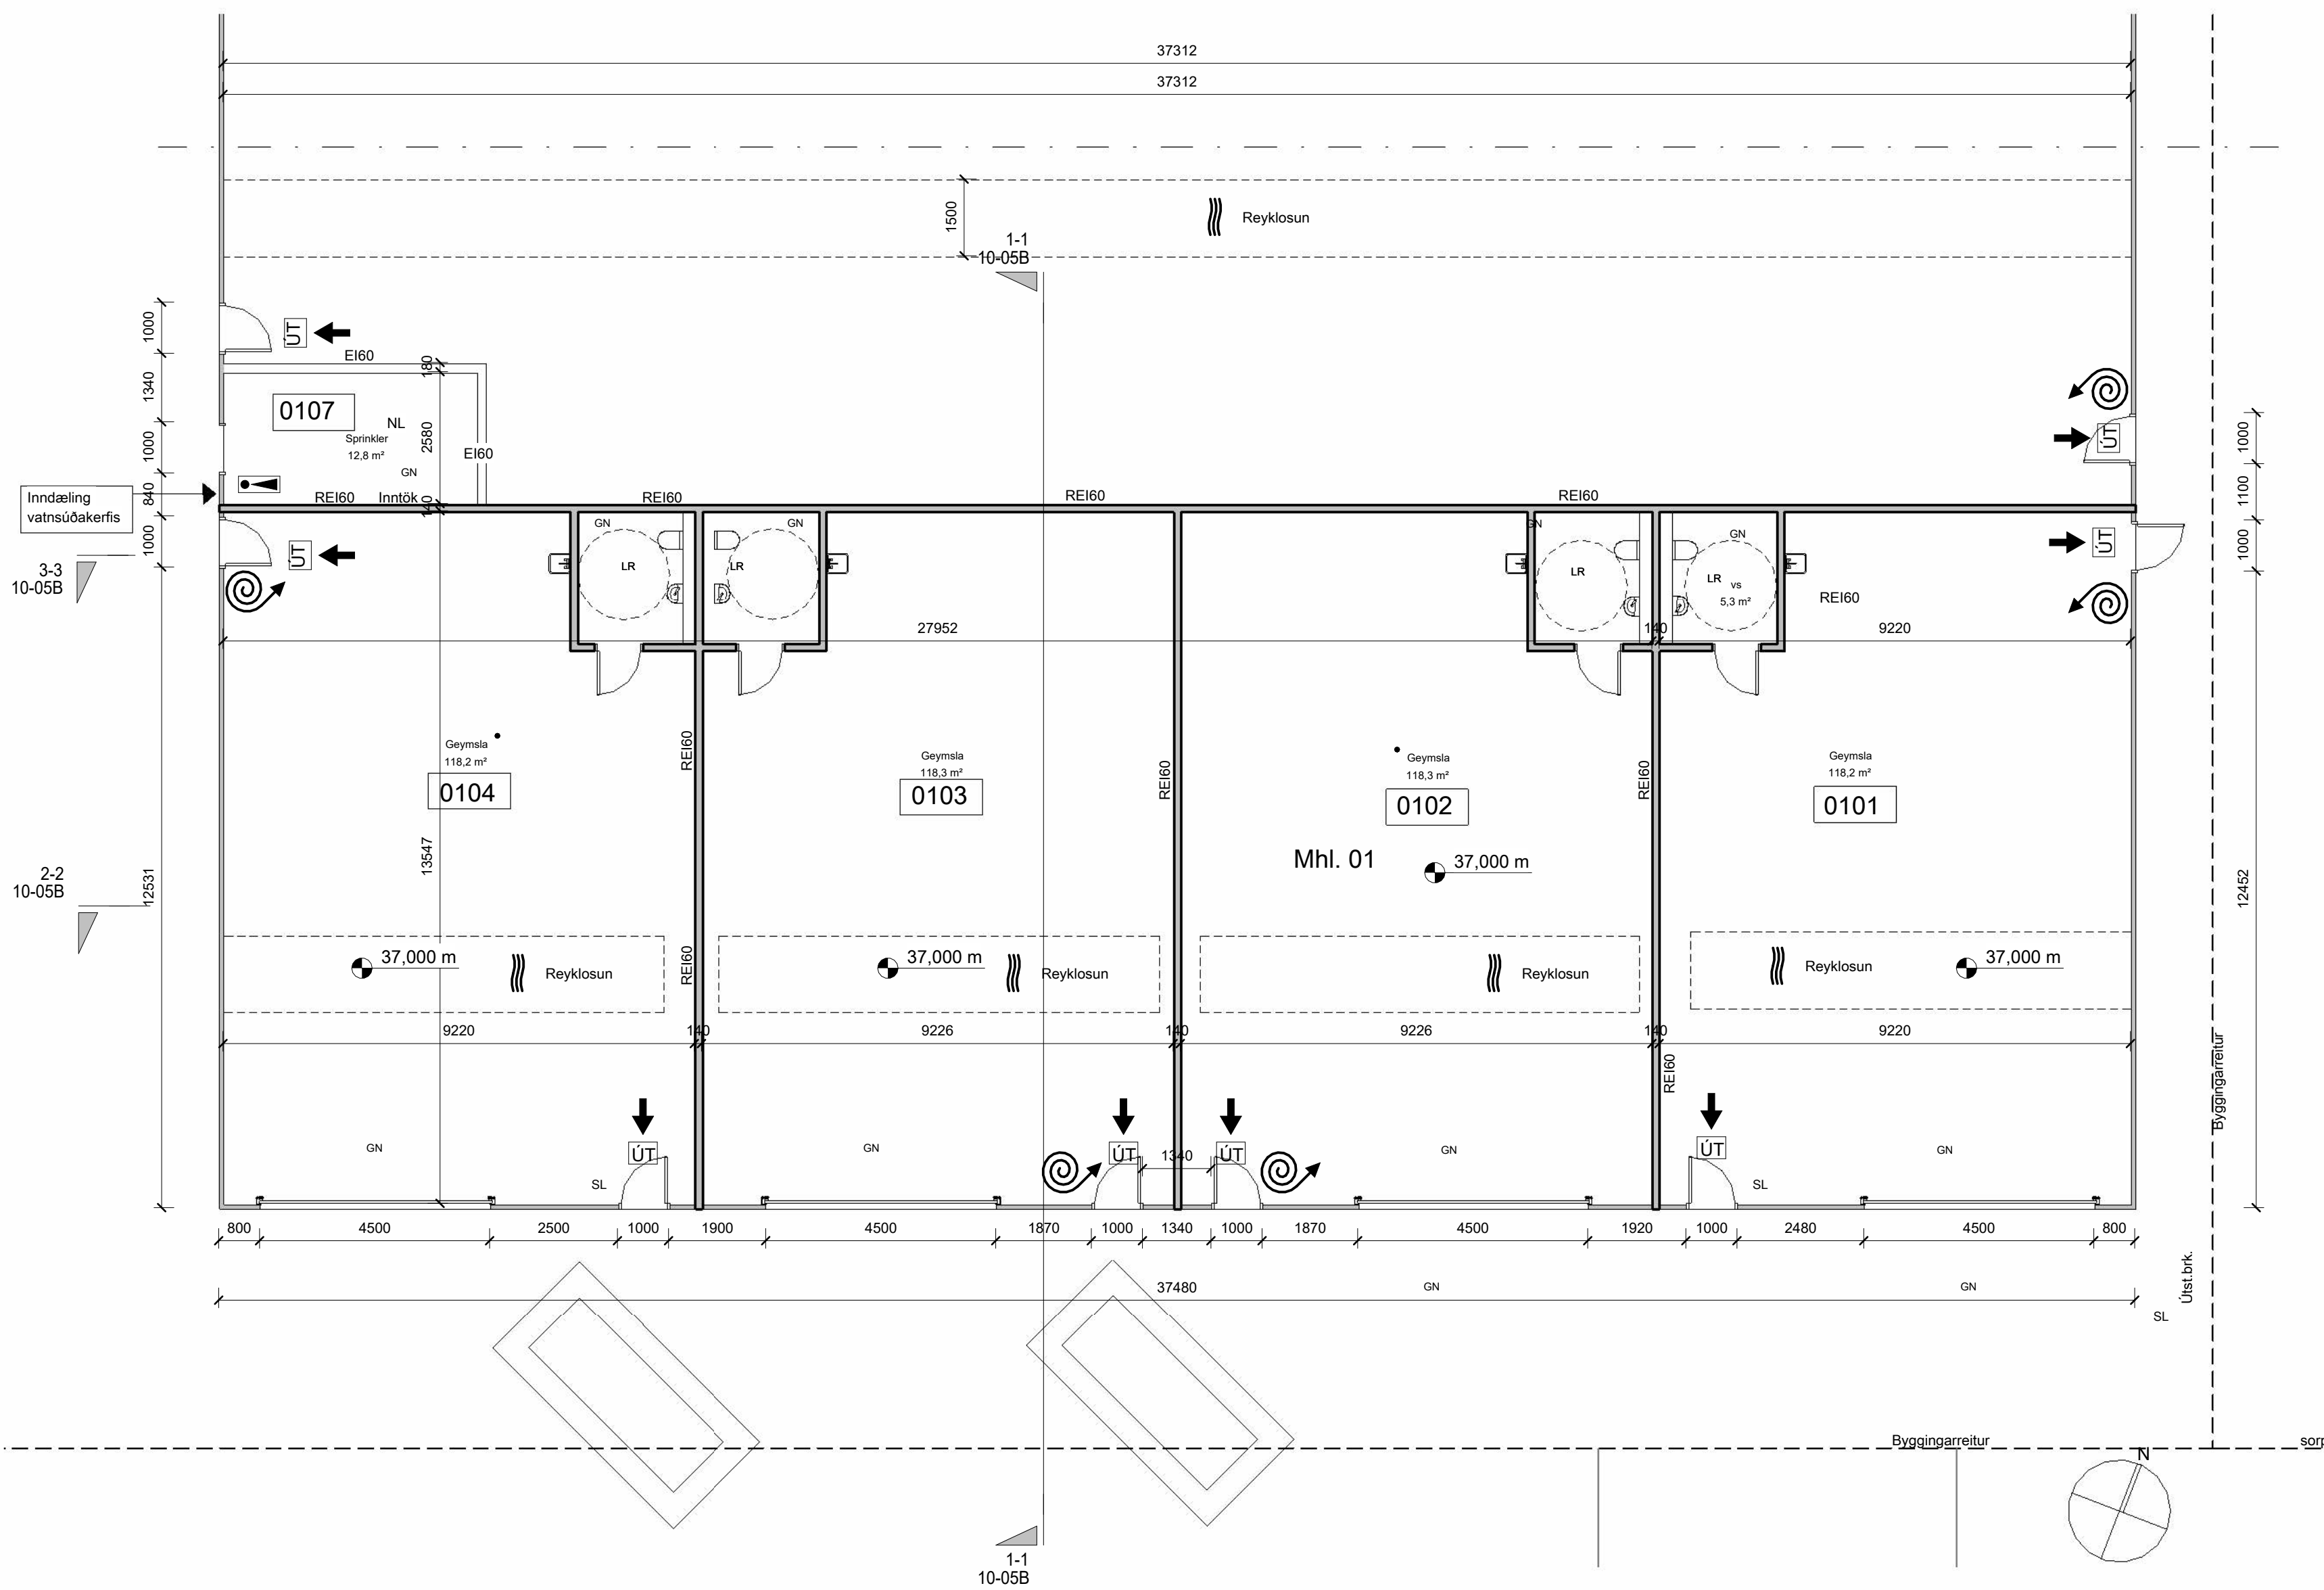 37312
37312
1500
Reyklosun
1-1
10-05B
1000
1340
1000
840
1000
12531
ÚT
EI60
180
0107
NL
Sprinkler
12,8 m²
2580
EI60
GN
Inndæling
vatnsúðakerfis
REI60
Inntök
140
REI60
REI60
REI60
ÚT
1000
1100
1000
12452
3-3
10-05B
ÚT
GN
GN
GN
GN
ÚT
LR
LR
LR
LR
vs
5,3 m²
REI60
27952
140
9220
REI60
REI60
REI60
Geymsla
118,2 m²
0104
Geymsla
118,3 m²
0103
Geymsla
118,3 m²
0102
Geymsla
118,2 m²
0101
13547
Mhl. 01
37,000 m
2-2
10-05B
37,000 m
Reyklosun
REI60
37,000 m
Reyklosun
Reyklosun
Reyklosun
37,000 m
9220
140
9226
140
9226
140
9220
REI60
Byggingarreitur
GN
ÚT
GN
ÚT
1340
ÚT
GN
ÚT
GN
SL
SL
800
4500
2500
1000
1900
4500
1870
1000
1340
1000
1870
4500
1920
1000
2480
4500
800
37480
GN
GN
Útst.brk.
SL
Byggingarreitur
sorp
N
1-1
10-05B